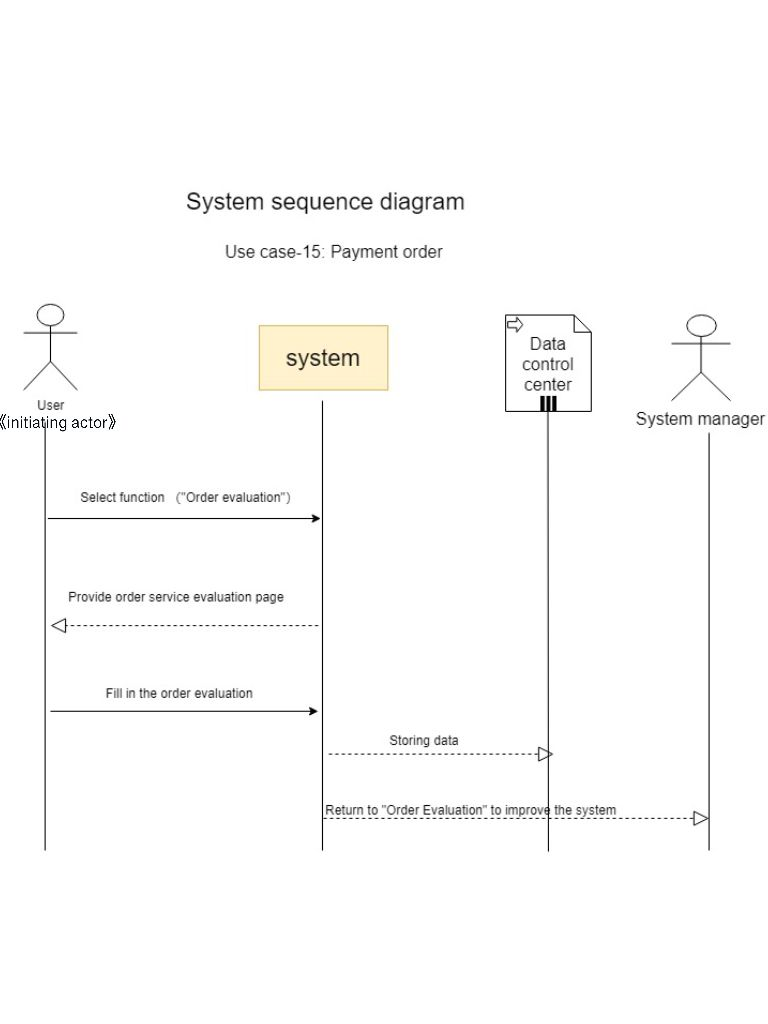 System sequence diagram
Use case-15: Payment order
User
《initiating actor》
system
Data
control
center
System manager
Select function ("Order evaluation")
Provide order service evaluation page
Fill in the order evaluation
Storing data
Return to "Order Evaluation" to improve the system